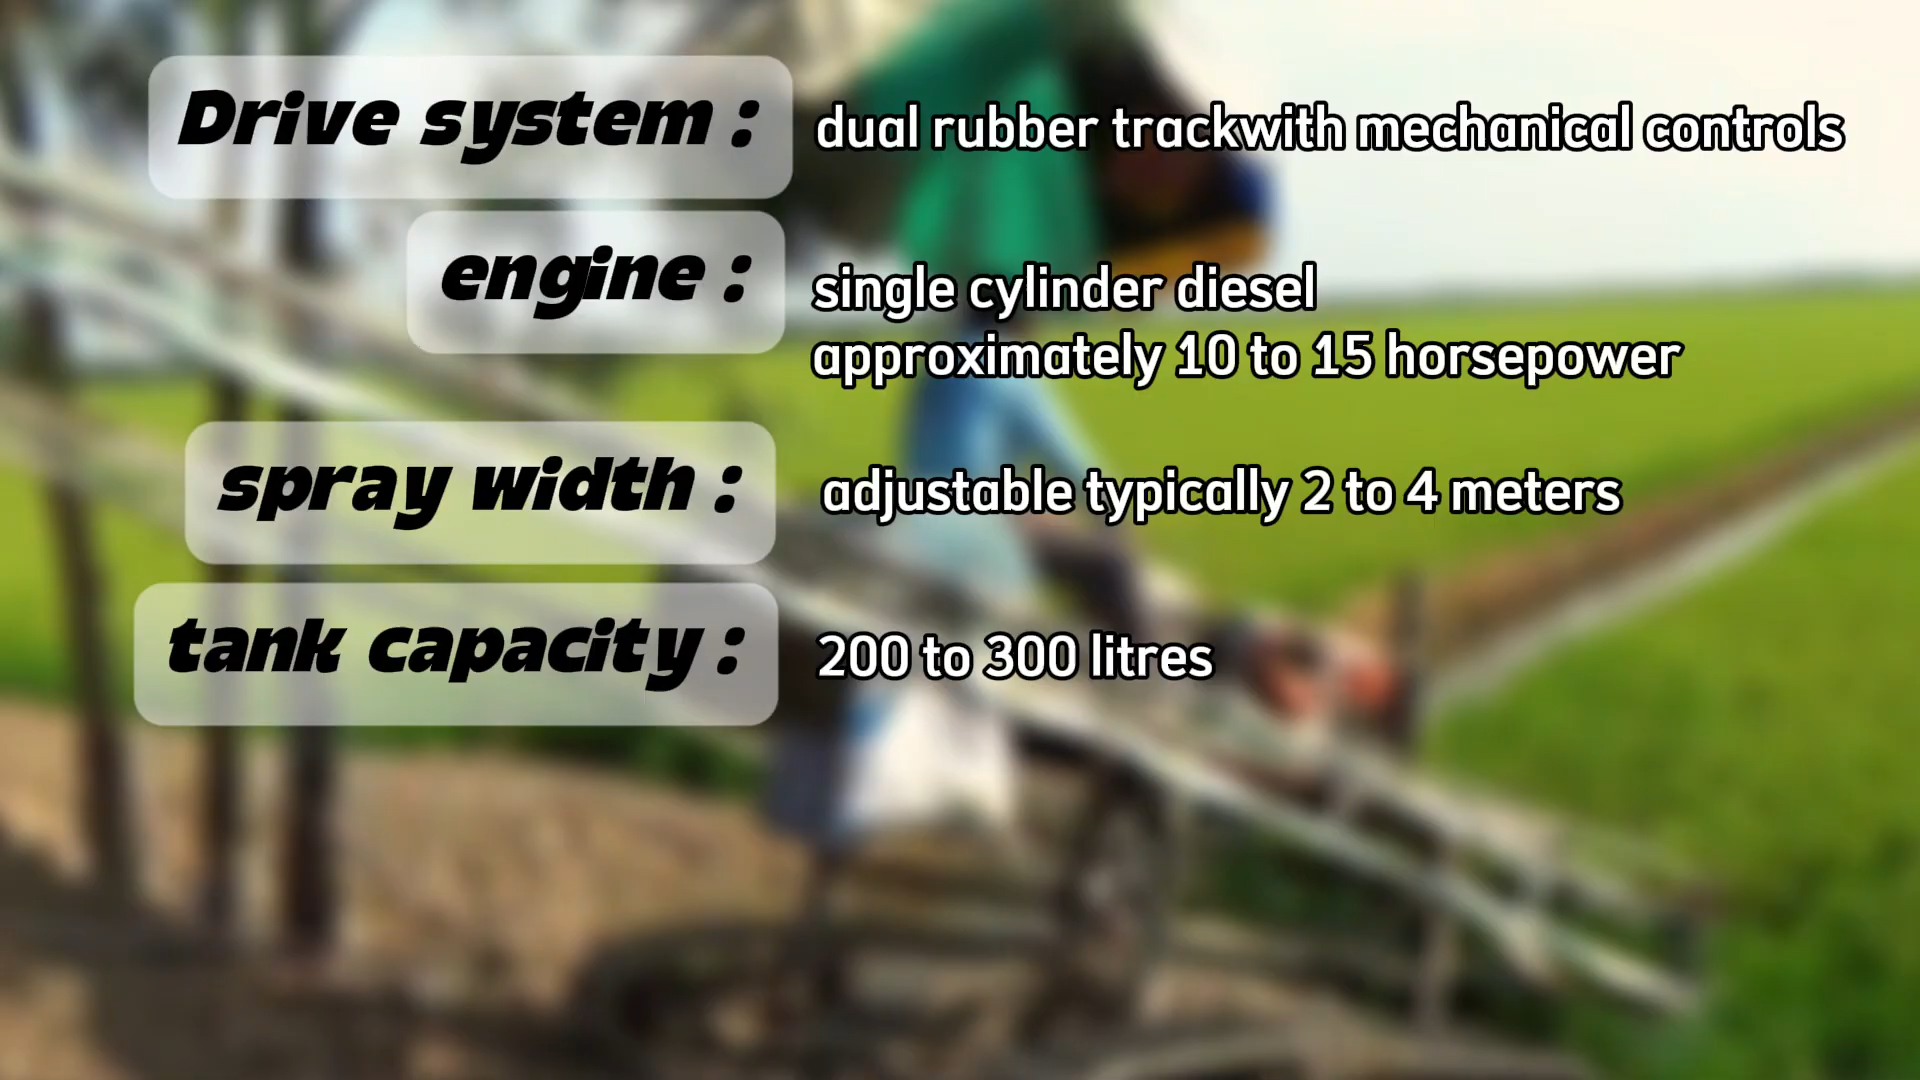 Drive system : dual rubber trackwith mechanical controls
engine : single cylinder diesel
approximately 10 to 15 horsepower
spray width : adjustable typically 2 to 4 meters
tank capacity : 200 to 300 litres